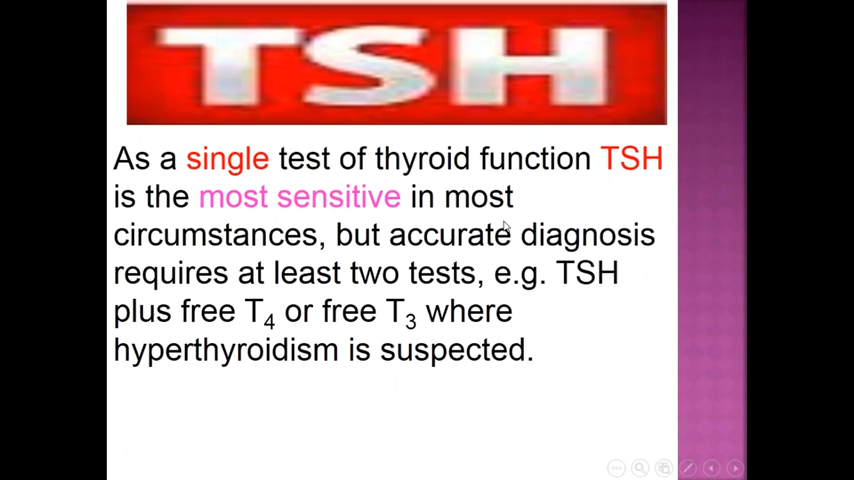 TSH
As a single test of thyroid function TSH
is the most sensitive in most
circumstances, but accurate diagnosis
requires at least two tests, e.g. TSH
plus free T₄ or free T₃ where
hyperthyroidism is suspected.